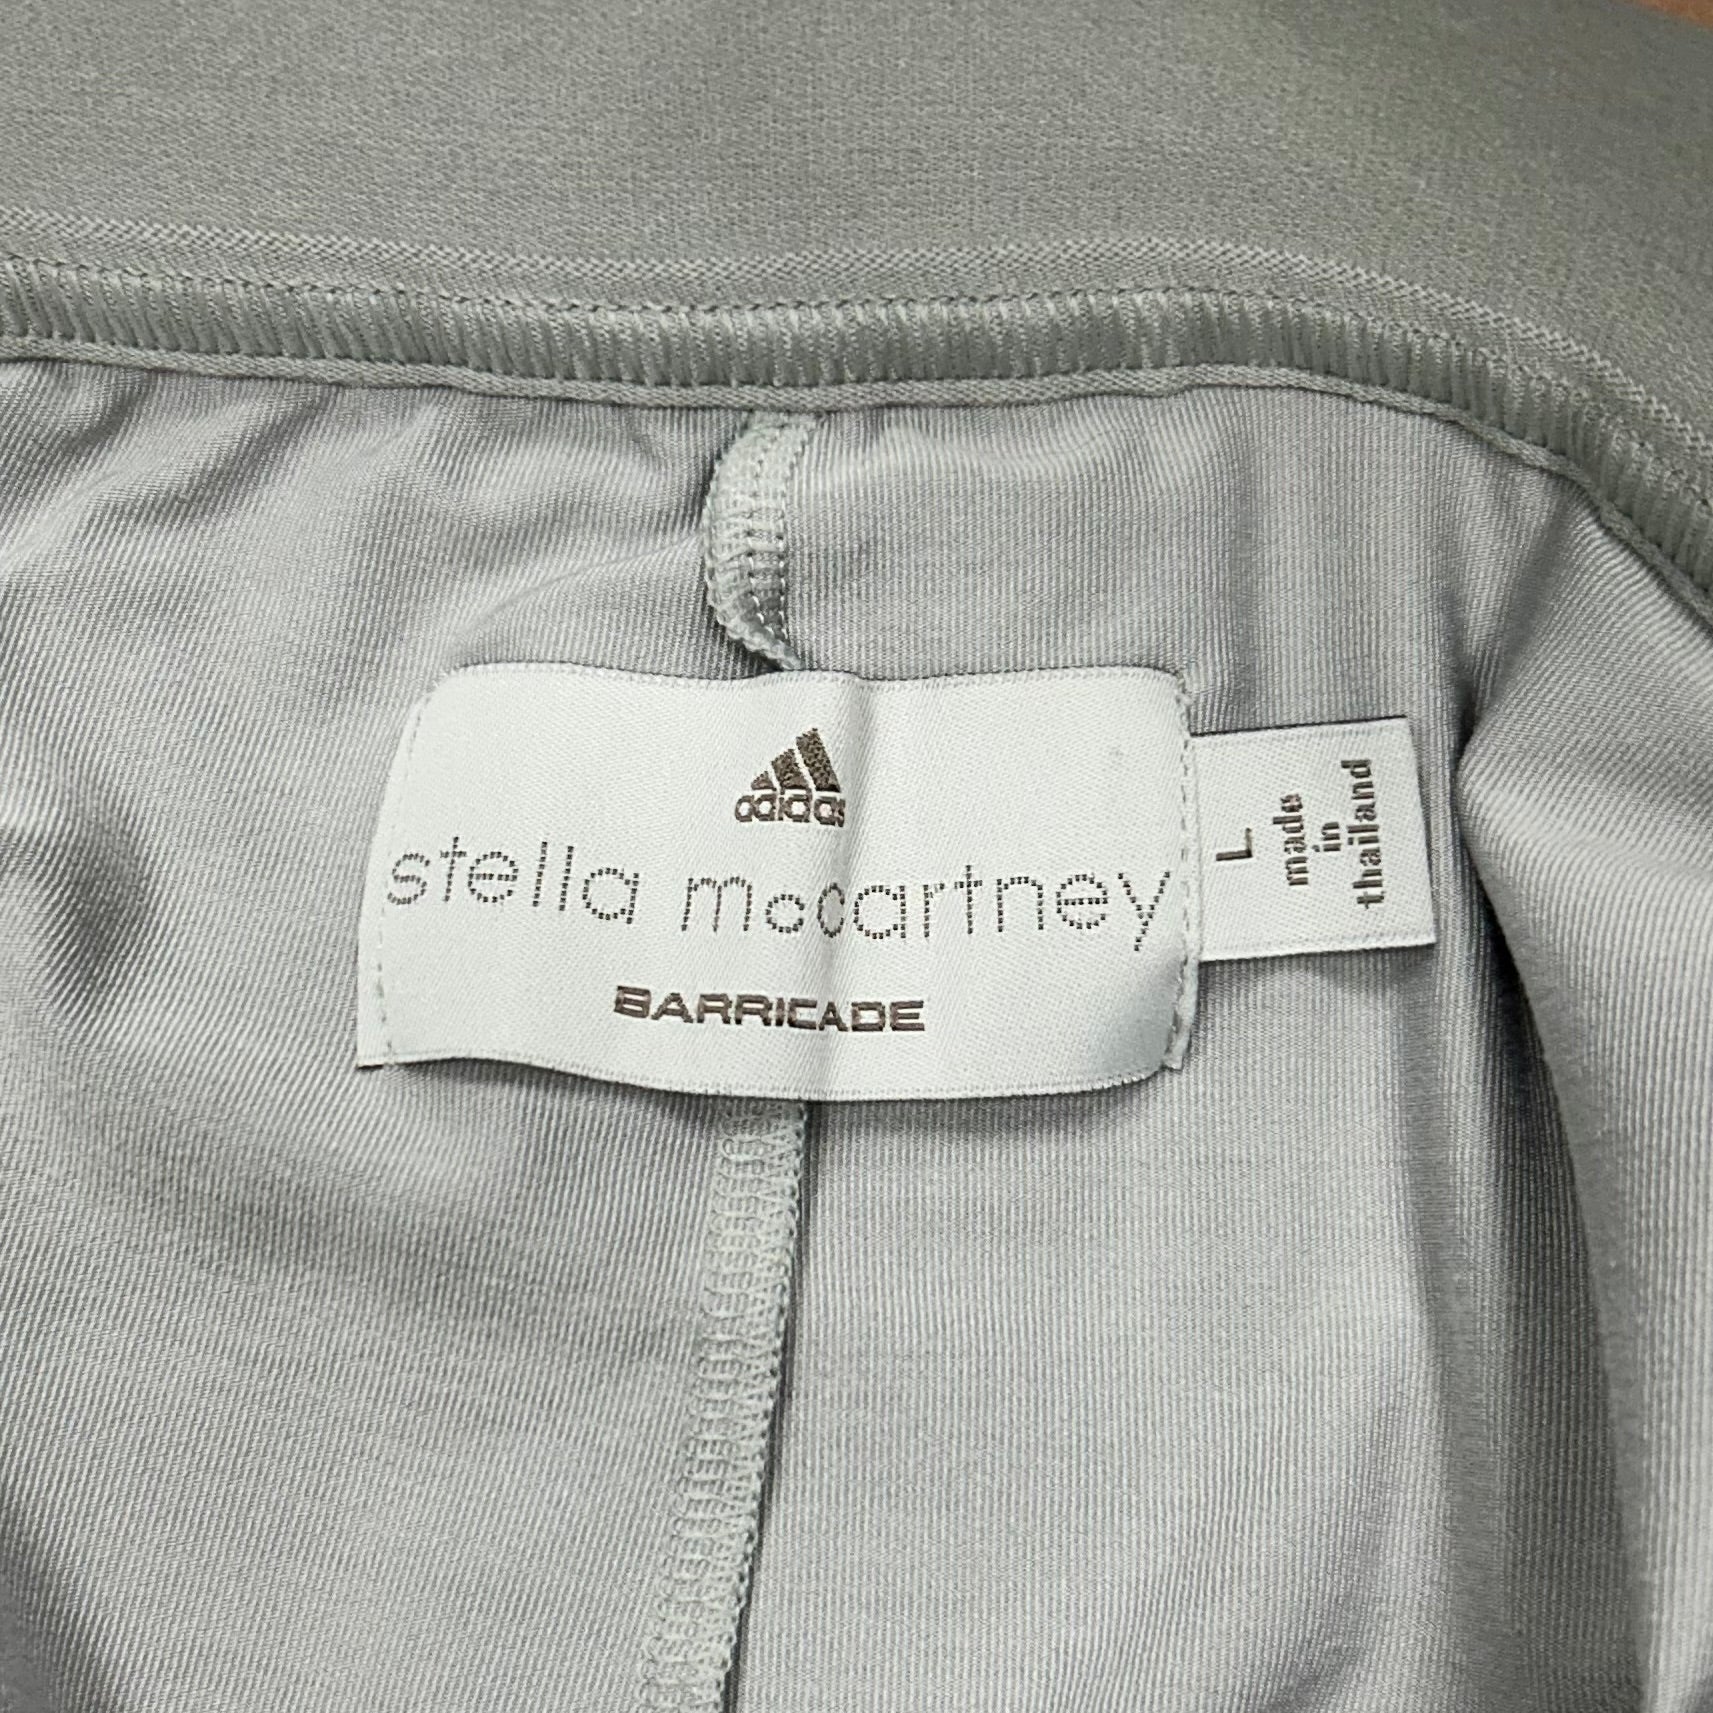 adidas
stella mccartney
BARRICADE
L
made
in
thailand